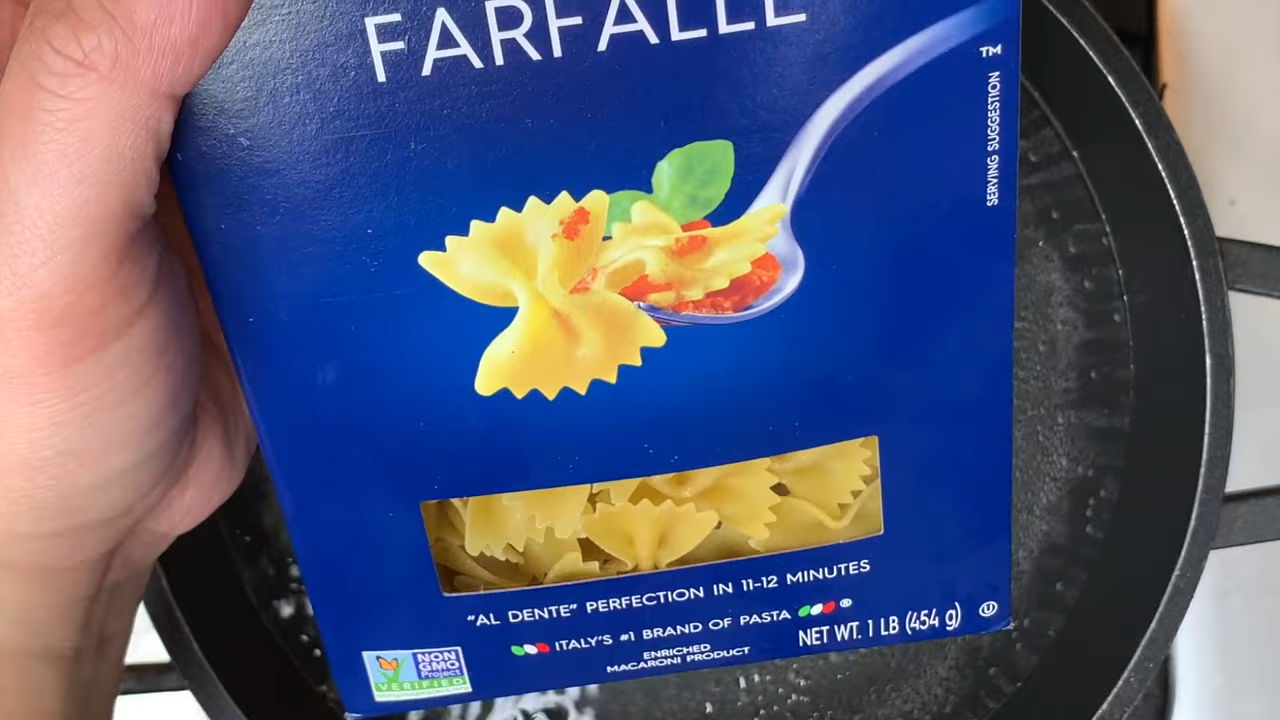 FARFALLE
TM
SERVING SUGGESTION
"AL DENTE" PERFECTION IN 11-12 MINUTES
ITALY'S #1 BRAND OF PASTA ®
ENRICHED
MACARONI PRODUCT
NET WT. 1 LB (454 g)
U
NON
GMO
Project
VERIFIED